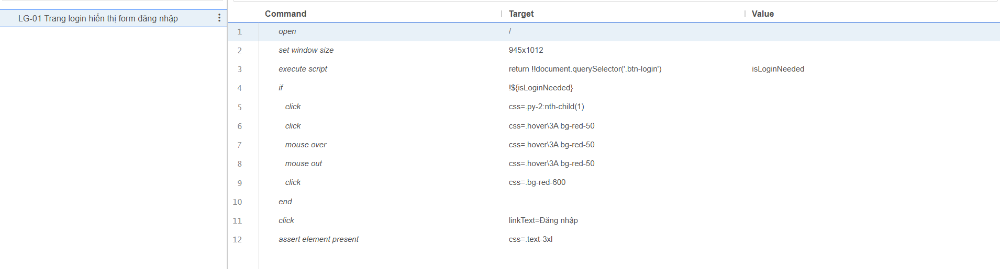 LG-01 Trang login hiển thị form đăng nhập
Command Target Value
1 open /
2 set window size 945x1012
3 execute script return !!document.querySelector('.btn-login') isLoginNeeded
4 if !${isLoginNeeded}
5 click css=.py-2:nth-child(1)
6 click css=.hover\3A bg-red-50
7 mouse over css=.hover\3A bg-red-50
8 mouse out css=.hover\3A bg-red-50
9 click css=.bg-red-600
10 end
11 click linkText=Đăng nhập
12 assert element present css=.text-3xl